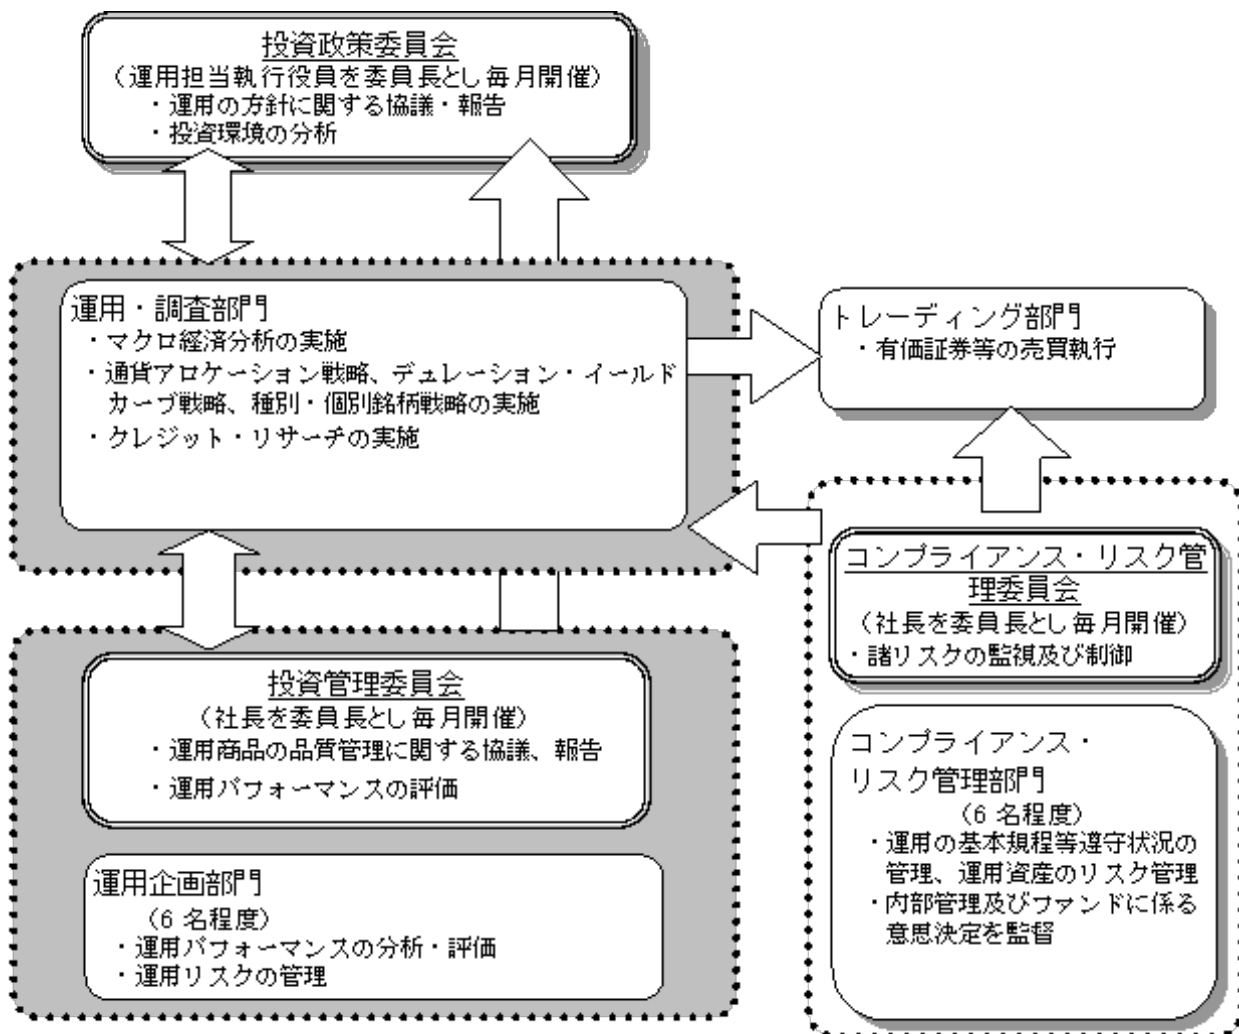 投資政策委員会
（運用担当執行役員を委員長とし毎月開催）
・運用の方針に関する協議・報告
・投資環境の分析
運用・調査部門
・マクロ経済分析の実施
・通貨アロケーション戦略、デュレーション・イールド
カーブ戦略、種別・個別銘柄戦略の実施
・クレジット・リサーチの実施
トレーディング部門
・有価証券等の売買執行
投資管理委員会
（社長を委員長とし毎月開催）
・運用商品の品質管理に関する協議、報告
・運用パフォーマンスの評価
運用企画部門
（6 名程度）
・運用パフォーマンスの分析・評価
・運用リスクの管理
コンプライアンス・リスク管
理委員会
（社長を委員長とし毎月開催）
・諸リスクの監視及び制御
コンプライアンス・
リスク管理部門
（6 名程度）
・運用の基本規程等遵守状況の
管理、運用資産のリスク管理
・内部管理及びファンドに係る
意思決定を監督